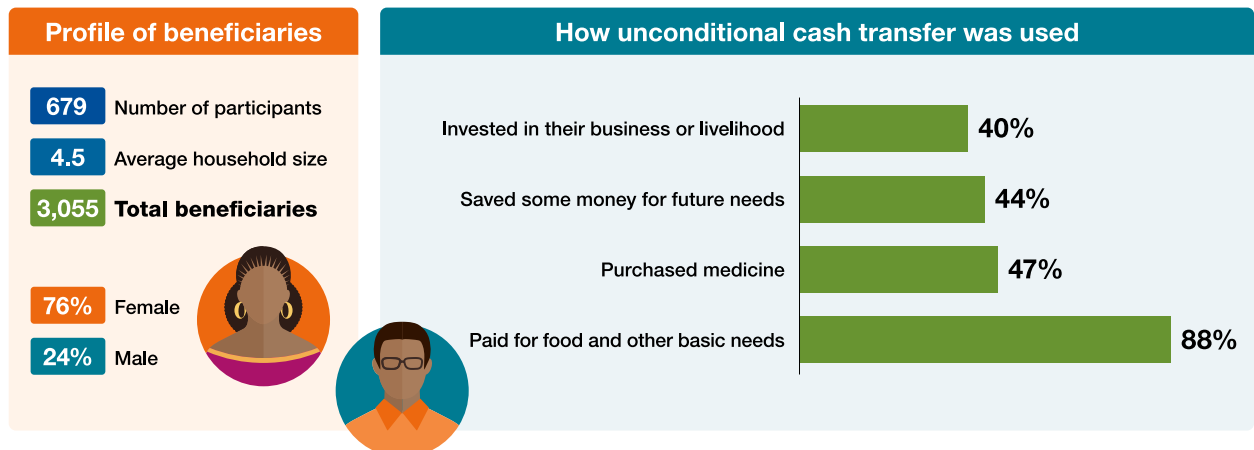 Profile of beneficiaries
679 Number of participants
4.5 Average household size
3,055 Total beneficiaries
76% Female
24% Male
How unconditional cash transfer was used
Invested in their business or livelihood 40%
Saved some money for future needs 44%
Purchased medicine 47%
Paid for food and other basic needs 88%